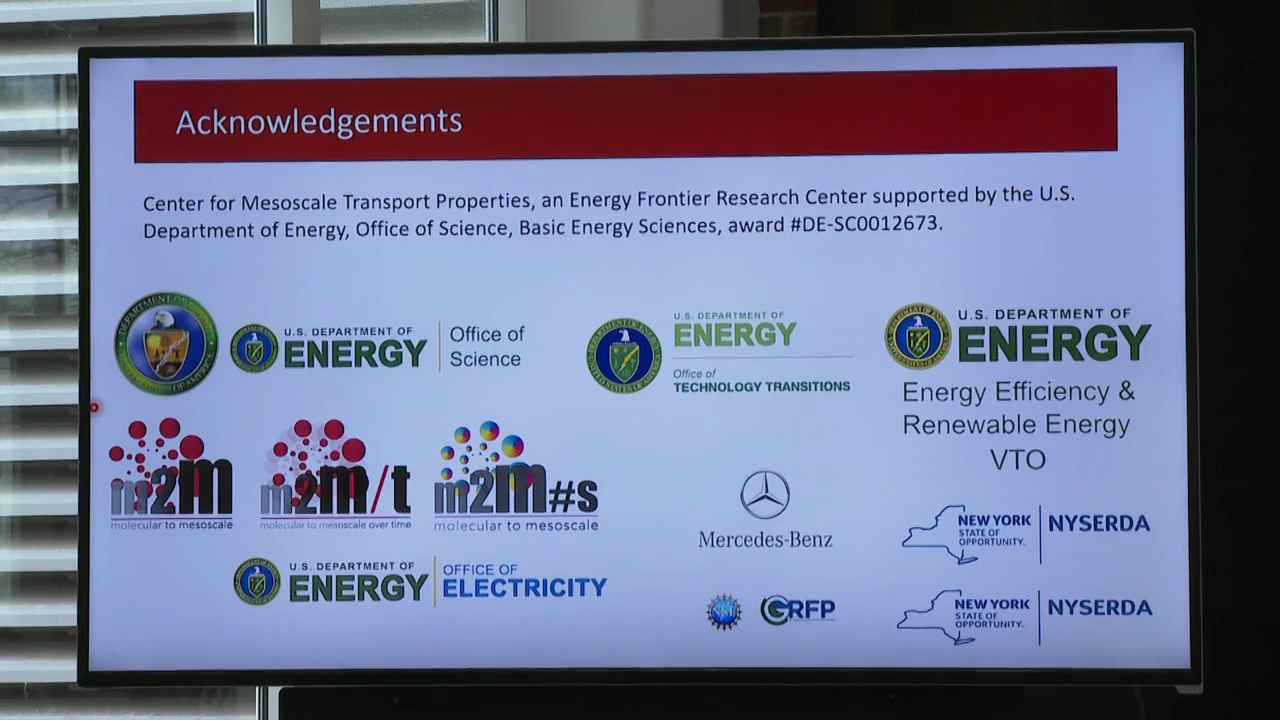 Acknowledgements
Center for Mesoscale Transport Properties, an Energy Frontier Research Center supported by the U.S.
Department of Energy, Office of Science, Basic Energy Sciences, award #DE-SC0012673.
U.S. DEPARTMENT OF
ENERGY
Office of
Science
U.S. DEPARTMENT OF
ENERGY
Office of
TECHNOLOGY TRANSITIONS
U.S. DEPARTMENT OF
ENERGY
Energy Efficiency &
Renewable Energy
VTO
m2m
molecular to mesoscale
m2m/t
molecular to mesoscale over time
m2m#s
molecular to mesoscale
Mercedes-Benz
NEW YORK
STATE OF
OPPORTUNITY.
NYSERDA
U.S. DEPARTMENT OF
ENERGY
OFFICE OF
ELECTRICITY
NSF
GRFP
NEW YORK
STATE OF
OPPORTUNITY.
NYSERDA